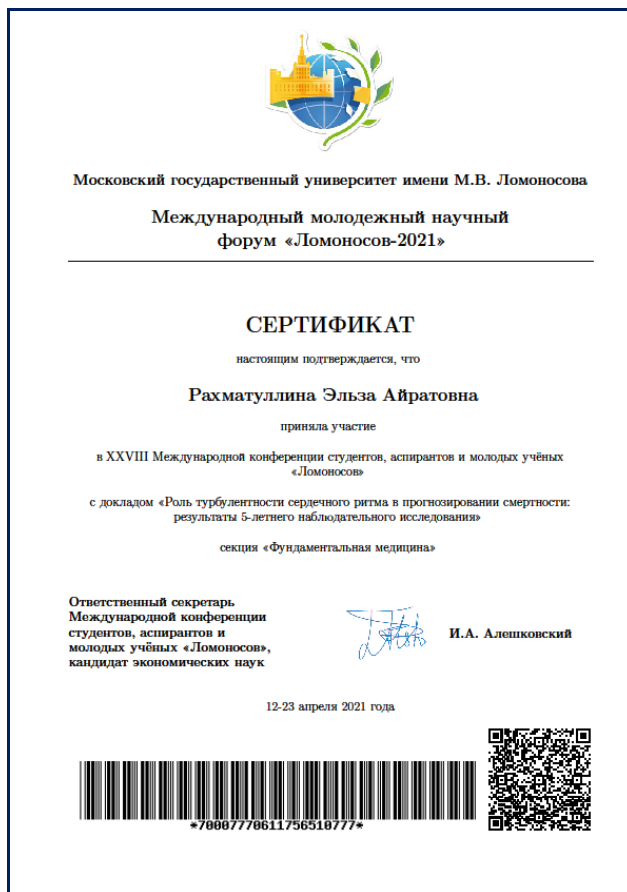 Московский государственный университет имени М.В. Ломоносова
Международный молодежный научный
форум «Ломоносов-2021»
СЕРТИФИКАТ
настоящим подтверждается, что
Рахматуллина Эльза Айратовна
приняла участие
в XXVIII Международной конференции студентов, аспирантов и молодых учёных
«Ломоносов»
с докладом «Роль турбулентности сердечного ритма в прогнозировании смертности:
результаты 5-летнего наблюдательного исследования»
секция «Фундаментальная медицина»
Ответственный секретарь
Международной конференции
студентов, аспирантов и
молодых учёных «Ломоносов»,
кандидат экономических наук
И.А. Алешковский
12-23 апреля 2021 года
*70007770611756510777*